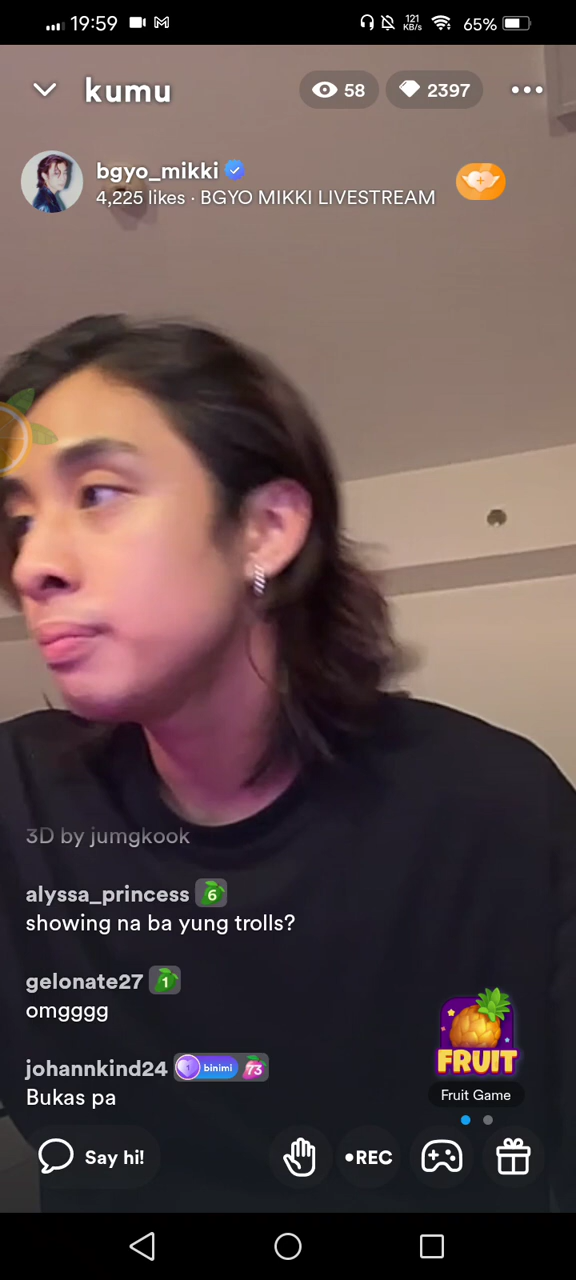 19:59
121
KB/s
65%
kumu
58
2397
bgyo_mikki
4,225 likes · BGYO MIKKI LIVESTREAM
3D by jumgkook
alyssa_princess 6
showing na ba yung trolls?
gelonate27 1
omgggg
johannkind24 1 binimi 73
Bukas pa
FRUIT
Fruit Game
Say hi!
•REC